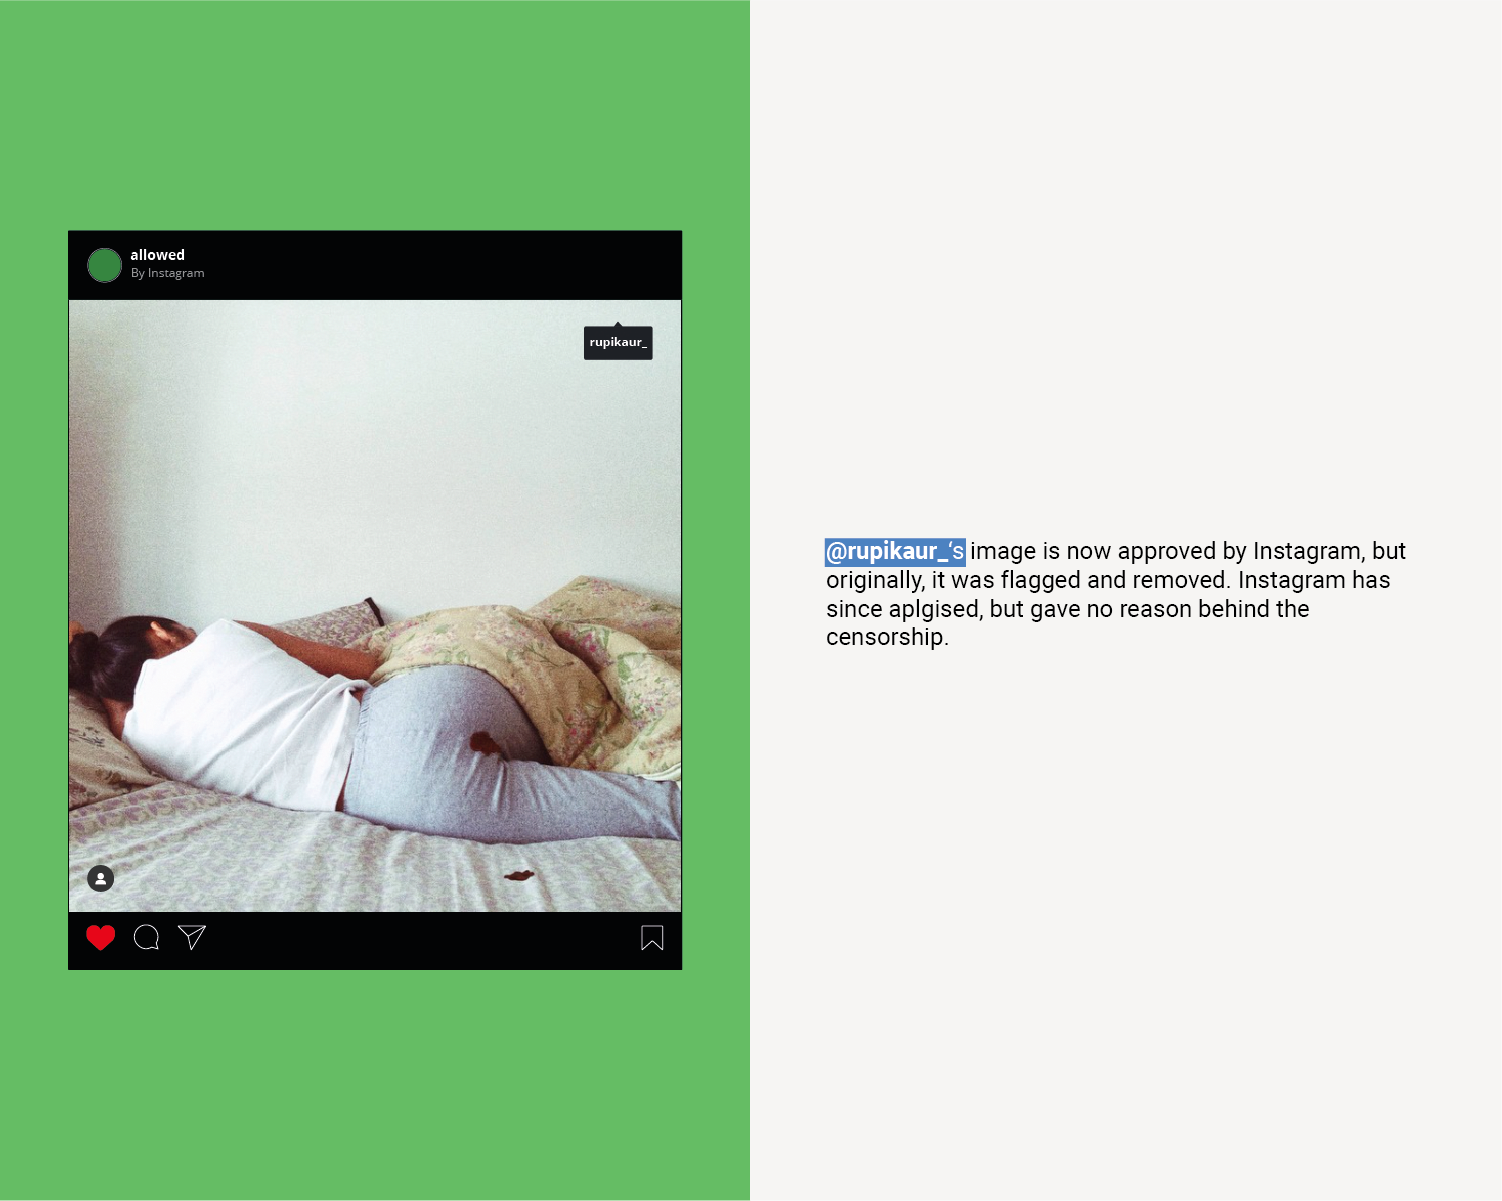 allowed
By Instagram
rupikaur_
@rupikaur_‘s image is now approved by Instagram, but
originally, it was flagged and removed. Instagram has
since aplgised, but gave no reason behind the
censorship.